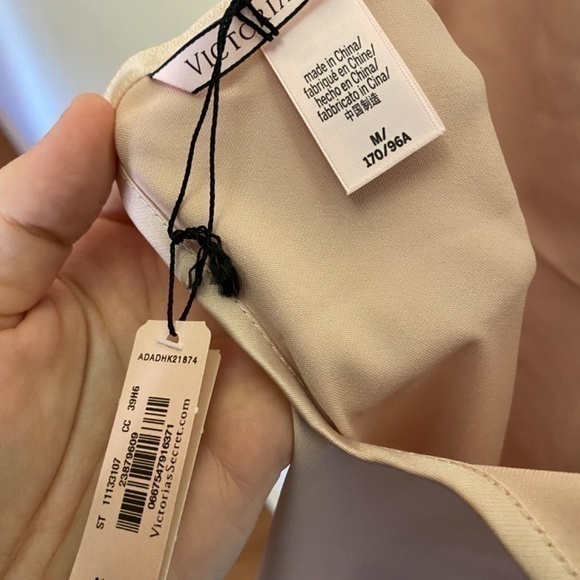 VICTORIA
made in China/
fabriqué en Chine/
hecho en China/
fabbricato in Cina/
中国制造
M/
170/96A
ADADHK21874
ST 11133107 CC 39H6
23879609
0667547916371
VictoriasSecret.com